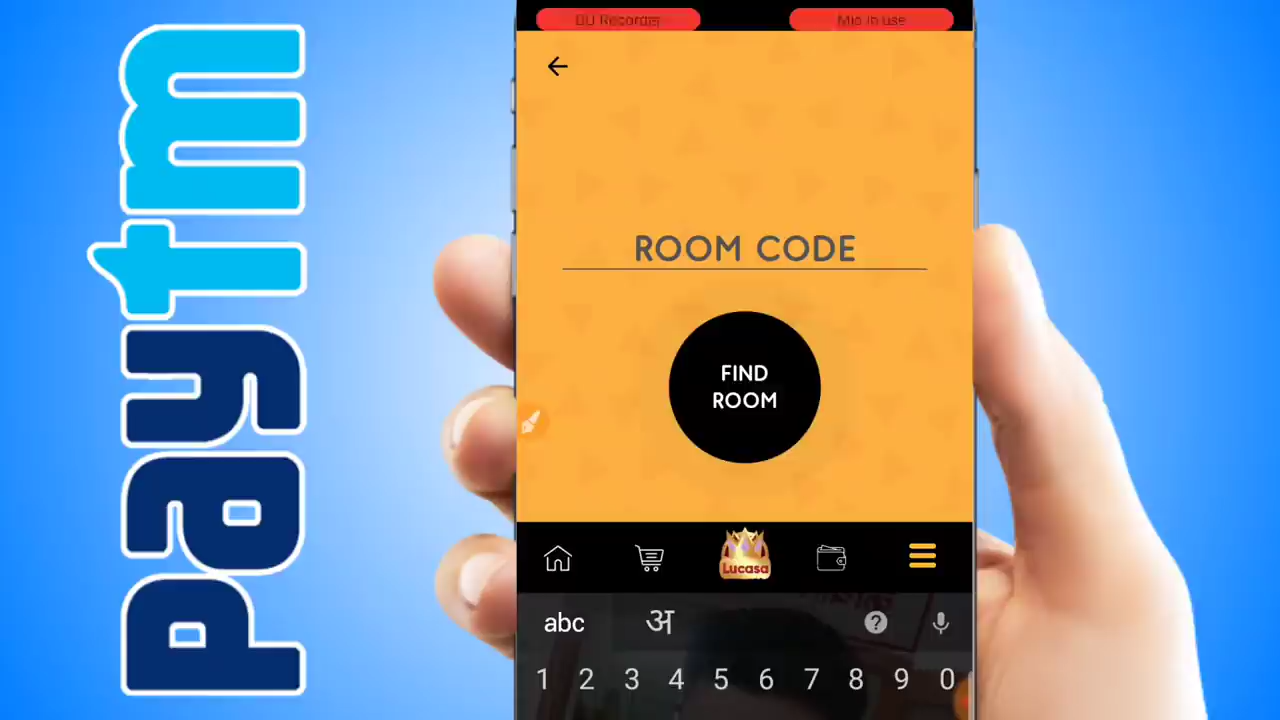 paytm
DU Recorder
Mic in use
ROOM CODE
FIND
ROOM
Lucasa
abc
अ
?
1 2 3 4 5 6 7 8 9 0